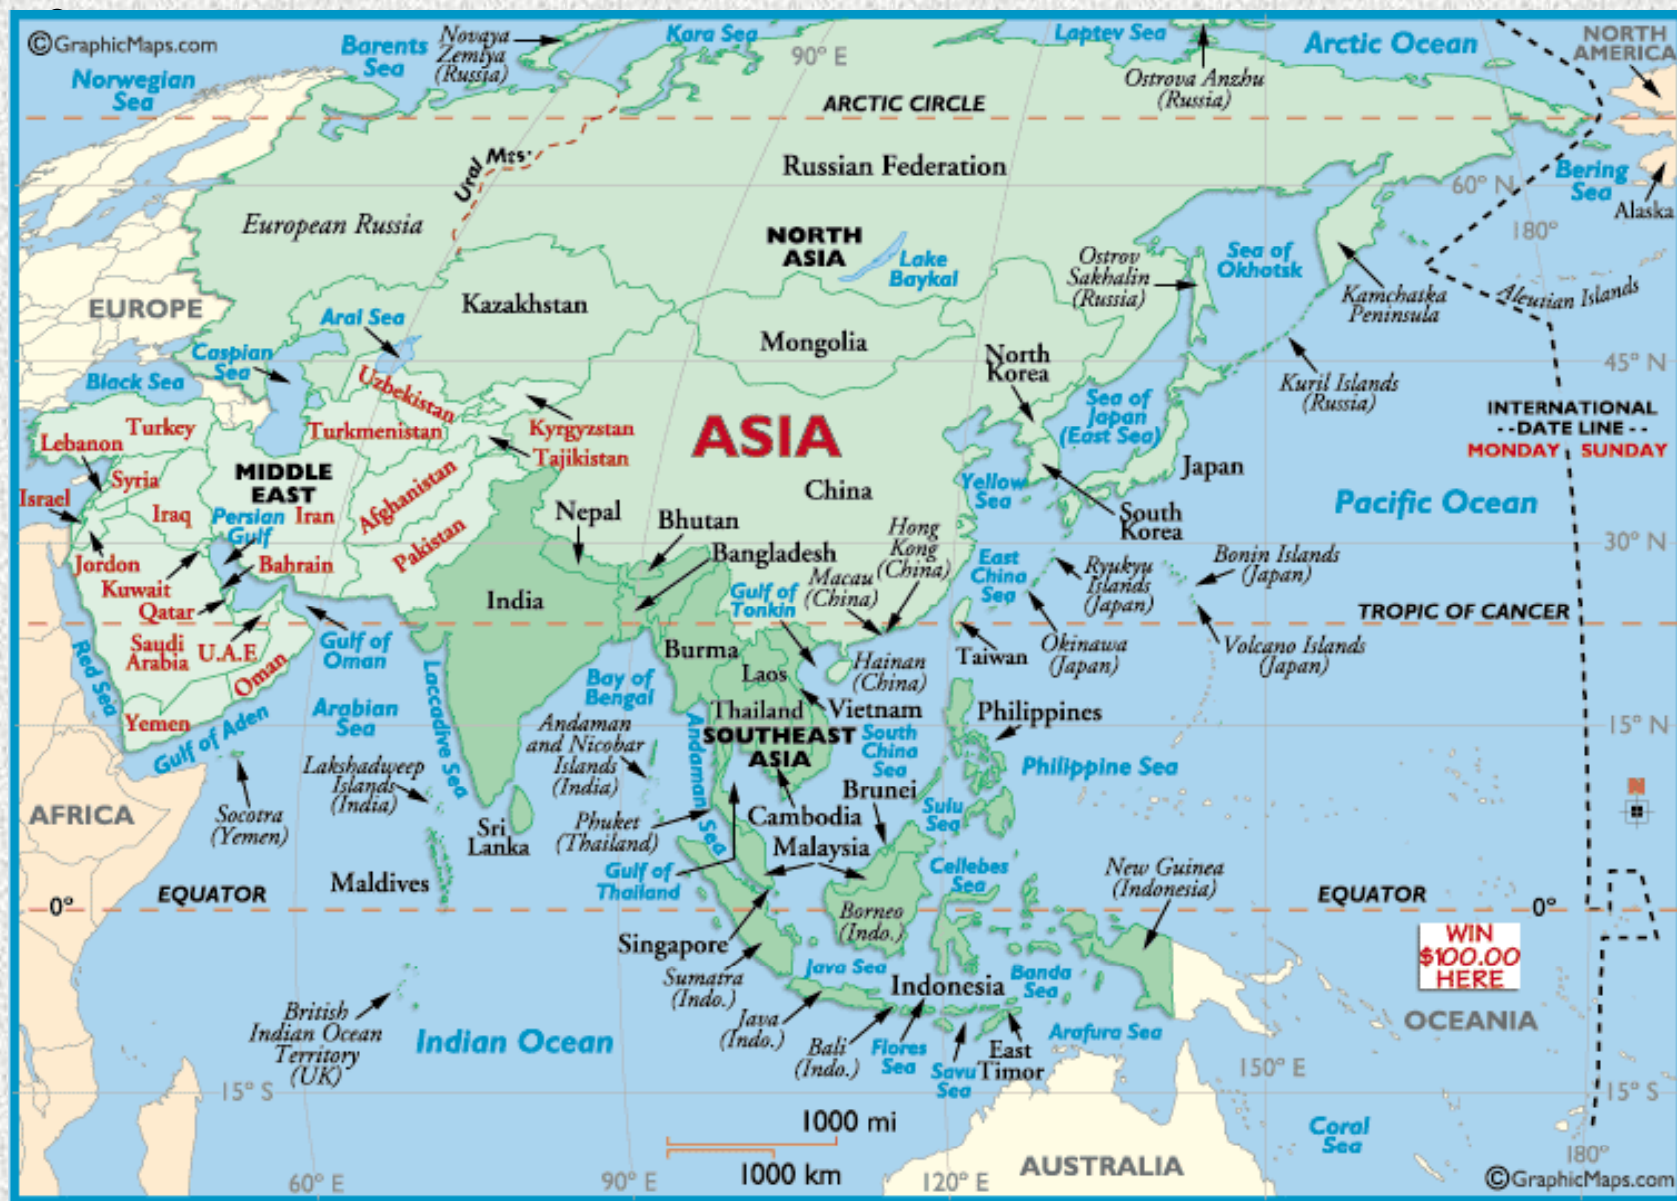 ©GraphicMaps.com
Norwegian
Sea
Barents
Sea
Novaya
Zemlya
(Russia)
Kara Sea
90° E
Laptev Sea
Ostrova Anzhu
(Russia)
Arctic Ocean
NORTH
AMERICA
ARCTIC CIRCLE
Ural Mts.
Russian Federation
60° N
Bering
Sea
Alaska
180°
European Russia
NORTH
ASIA
Lake
Baykal
Ostrov
Sakhalin
(Russia)
Sea of
Okhotsk
Kamchatka
Peninsula
Aleutian Islands
EUROPE
Kazakhstan
Aral Sea
Mongolia
Caspian
Sea
Black Sea
North
Korea
45° N
Kuril Islands
(Russia)
Sea of
Japan
(East Sea)
INTERNATIONAL
--DATE LINE--
MONDAY SUNDAY
Uzbekistan
Turkmenistan
Kyrgyzstan
Tajikistan
ASIA
Turkey
Lebanon
Syria
Israel
MIDDLE
EAST
Iraq
Persian
Gulf
Iran
Afghanistan
Pakistan
China
Yellow
Sea
Japan
Pacific Ocean
South
Korea
30° N
Nepal
Bhutan
Bangladesh
Hong
Kong
(China)
Macau
(China)
East
China
Sea
Ryukyu
Islands
(Japan)
Bonin Islands
(Japan)
Jordon
Kuwait
Bahrain
Qatar
India
Gulf of
Tonkin
TROPIC OF CANCER
Saudi
Arabia
U.A.E
Oman
Gulf of
Oman
Red Sea
Burma
Laos
Hainan
(China)
Taiwan
Okinawa
(Japan)
Volcano Islands
(Japan)
Yemen
Gulf of Aden
Arabian
Sea
Laccadive Sea
Bay of
Bengal
Thailand
Vietnam
Philippines
15° N
SOUTHEAST
ASIA
South
China
Sea
Philippine Sea
Andaman
and Nicobar
Islands
(India)
Andaman Sea
Lakshadweep
Islands
(India)
AFRICA
Socotra
(Yemen)
Sri
Lanka
Phuket
(Thailand)
Cambodia
Brunei
Sulu
Sea
N
Malaysia
Gulf of
Thailand
Cellebes
Sea
New Guinea
(Indonesia)
Maldives
EQUATOR
0°
EQUATOR
0°
Borneo
(Indo.)
Singapore
Sumatra
(Indo.)
Java Sea
Indonesia
Banda
Sea
WIN
$100.00
HERE
OCEANIA
British
Indian Ocean
Territory
(UK)
Indian Ocean
Java
(Indo.)
Bali
(Indo.)
Flores
Sea
Savu
Sea
East
Timor
Arafura Sea
15° S
150° E
15° S
1000 mi
1000 km
Coral
Sea
60° E
90° E
120° E
AUSTRALIA
180°
©GraphicMaps.com